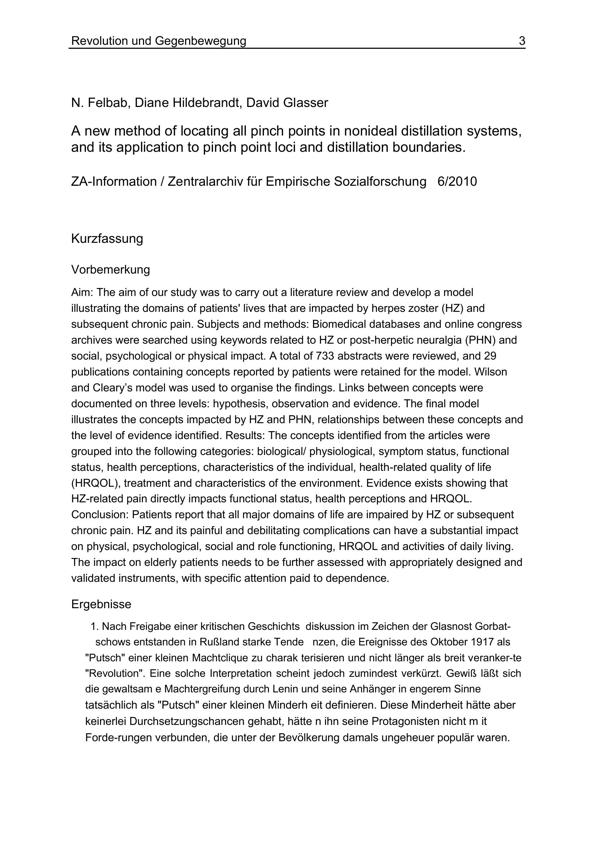 Revolution und Gegenbewegung 3
N. Felbab, Diane Hildebrandt, David Glasser
A new method of locating all pinch points in nonideal distillation systems,
and its application to pinch point loci and distillation boundaries.
ZA-Information / Zentralarchiv für Empirische Sozialforschung 6/2010
Kurzfassung
Vorbemerkung
Aim: The aim of our study was to carry out a literature review and develop a model
illustrating the domains of patients' lives that are impacted by herpes zoster (HZ) and
subsequent chronic pain. Subjects and methods: Biomedical databases and online congress
archives were searched using keywords related to HZ or post-herpetic neuralgia (PHN) and
social, psychological or physical impact. A total of 733 abstracts were reviewed, and 29
publications containing concepts reported by patients were retained for the model. Wilson
and Cleary’s model was used to organise the findings. Links between concepts were
documented on three levels: hypothesis, observation and evidence. The final model
illustrates the concepts impacted by HZ and PHN, relationships between these concepts and
the level of evidence identified. Results: The concepts identified from the articles were
grouped into the following categories: biological/ physiological, symptom status, functional
status, health perceptions, characteristics of the individual, health-related quality of life
(HRQOL), treatment and characteristics of the environment. Evidence exists showing that
HZ-related pain directly impacts functional status, health perceptions and HRQOL.
Conclusion: Patients report that all major domains of life are impaired by HZ or subsequent
chronic pain. HZ and its painful and debilitating complications can have a substantial impact
on physical, psychological, social and role functioning, HRQOL and activities of daily living.
The impact on elderly patients needs to be further assessed with appropriately designed and
validated instruments, with specific attention paid to dependence.
Ergebnisse
1. Nach Freigabe einer kritischen Geschichts diskussion im Zeichen der Glasnost Gorbat-
schows entstanden in Rußland starke Tende nzen, die Ereignisse des Oktober 1917 als
"Putsch" einer kleinen Machtclique zu charak terisieren und nicht länger als breit veranker-te
"Revolution". Eine solche Interpretation scheint jedoch zumindest verkürzt. Gewiß läßt sich
die gewaltsam e Machtergreifung durch Lenin und seine Anhänger in engerem Sinne
tatsächlich als "Putsch" einer kleinen Minderh eit definieren. Diese Minderheit hätte aber
keinerlei Durchsetzungschancen gehabt, hätte n ihn seine Protagonisten nicht m it
Forde-rungen verbunden, die unter der Bevölkerung damals ungeheuer populär waren.